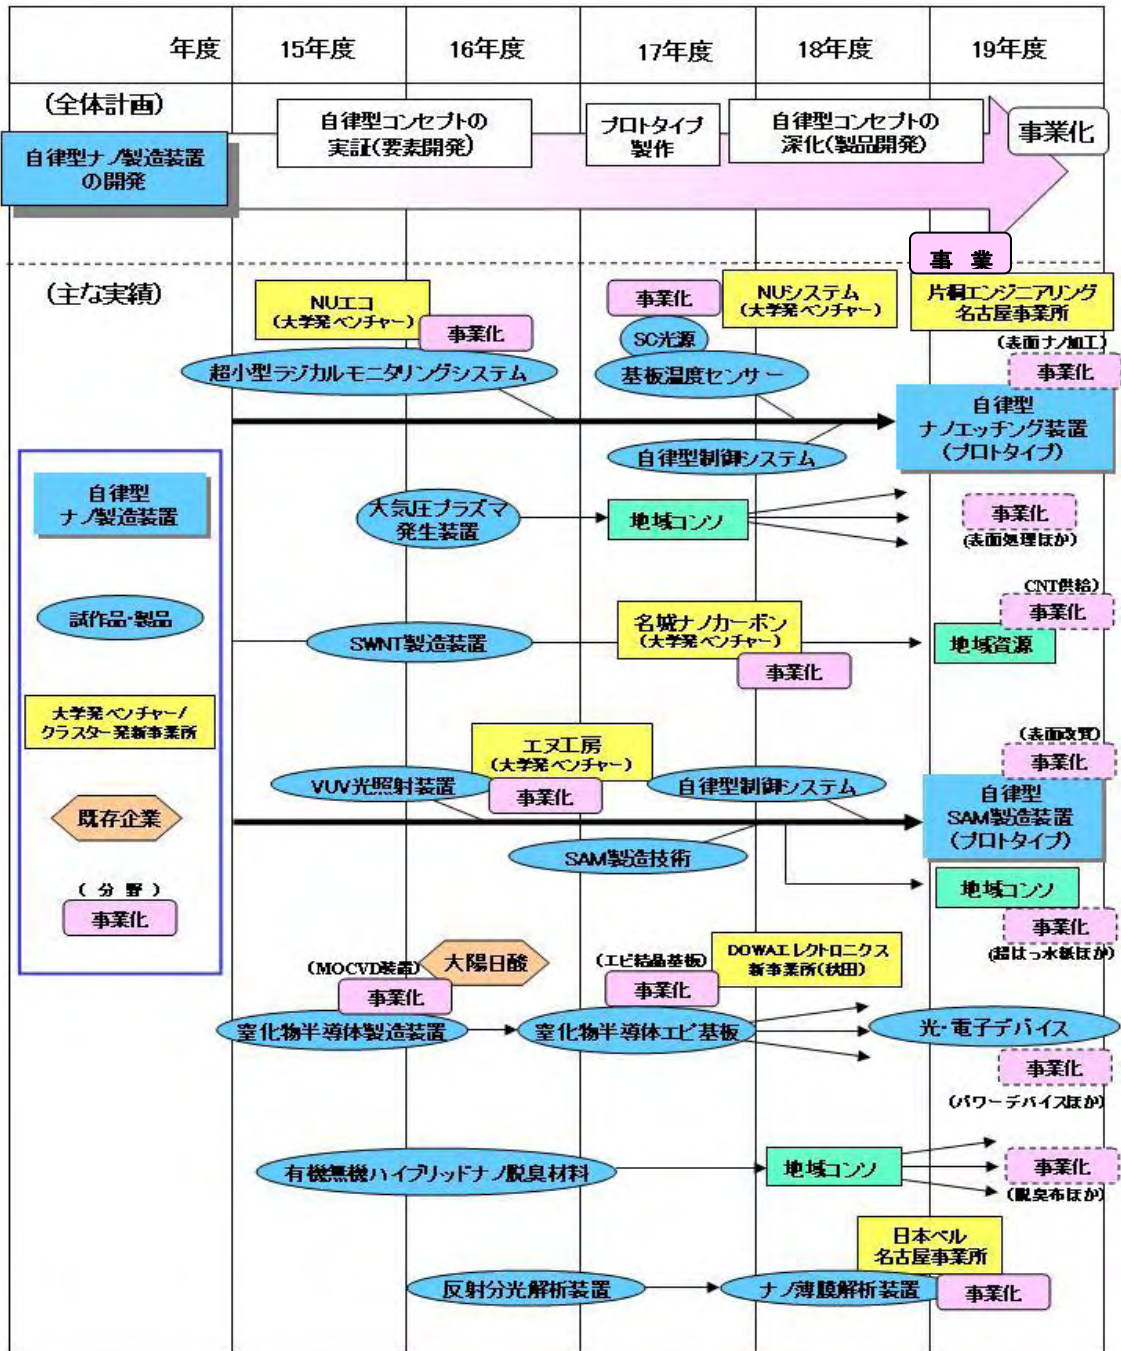 年度
15年度
16年度
17年度
18年度
19年度
(全体計画)
自律型ナノ製造装置
の開発
自律型コンセプトの
実証(要素開発)
プロトタイプ
製作
自律型コンセプトの
深化(製品開発)
事業化
事 業
(主な実績)
NUエコ
(大学発ベンチャー)
事業化
超小型ラジカルモニタリングシステム
事業化
SC光源
基板温度センサー
NUシステム
(大学発ベンチャー)
片桐エンジニアリング
名古屋事業所
(表面ナノ加工)
事業化
自律型
ナノエッチング装置
(プロトタイプ)
自律型制御システム
自律型
ナノ製造装置
試作品・製品
大学発ベンチャー/
クラスター発新事業所
既存企業
(分野)
事業化
大気圧プラズマ
発生装置
地域コンソ
事業化
(表面処理ほか)
CNT供給)
事業化
SWNT製造装置
名城ナノカーボン
(大学発ベンチャー)
事業化
地域資源
エヌ工房
(大学発ベンチャー)
事業化
VUV光照射装置
自律型制御システム
(表面改質)
事業化
自律型
SAM製造装置
(プロトタイプ)
SAM製造技術
地域コンソ
事業化
(超はっ水紙ほか)
(MOCVD装置)
大陽日酸
事業化
窒化物半導体製造装置
(エピ結晶基板)
事業化
窒化物半導体エピ基板
DOWAエレクトロニクス
新事業所(秋田)
光・電子デバイス
事業化
(パワーデバイスほか)
有機無機ハイブリッドナノ脱臭材料
地域コンソ
事業化
(脱臭布ほか)
日本ベル
名古屋事業所
反射分光解析装置
ナノ薄膜解析装置
事業化